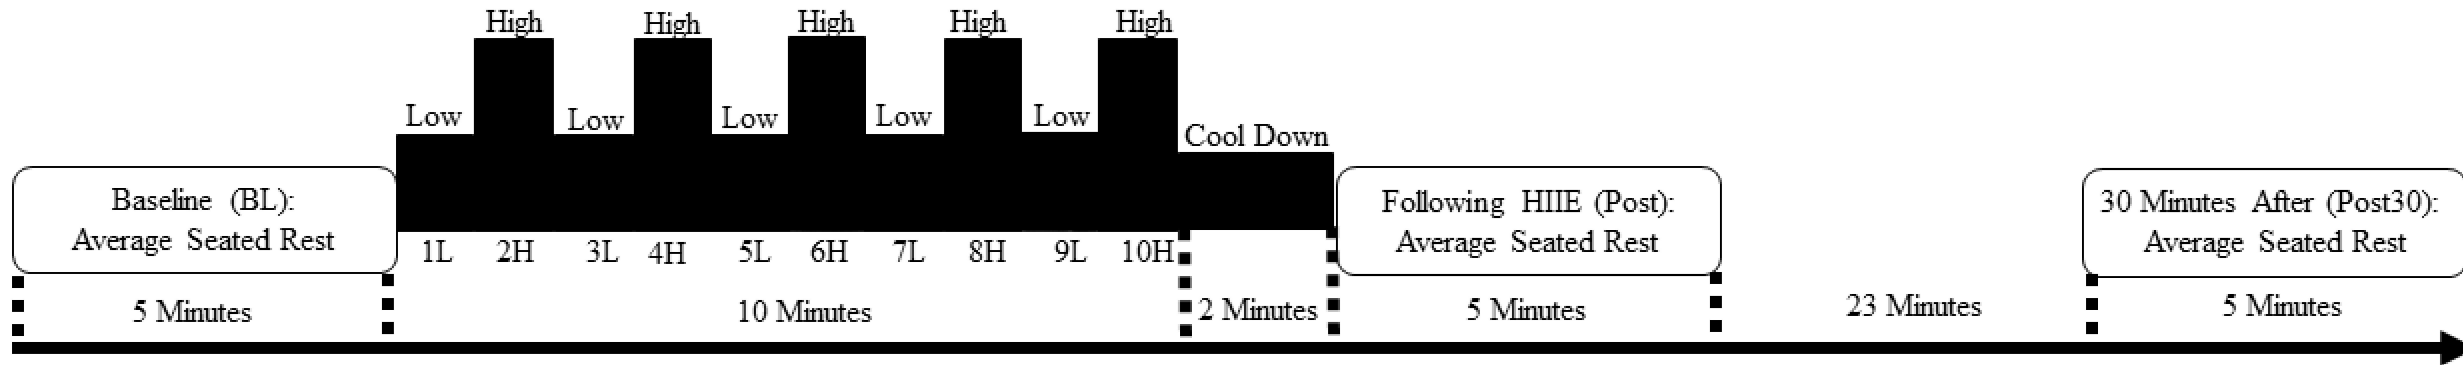 High High High High High
Low Low Low Low Low
Cool Down
Baseline (BL):
Average Seated Rest
1L 2H 3L 4H 5L 6H 7L 8H 9L 10H
Following HIIE (Post):
Average Seated Rest
30 Minutes After (Post30):
Average Seated Rest
5 Minutes 10 Minutes 2 Minutes 5 Minutes 23 Minutes 5 Minutes